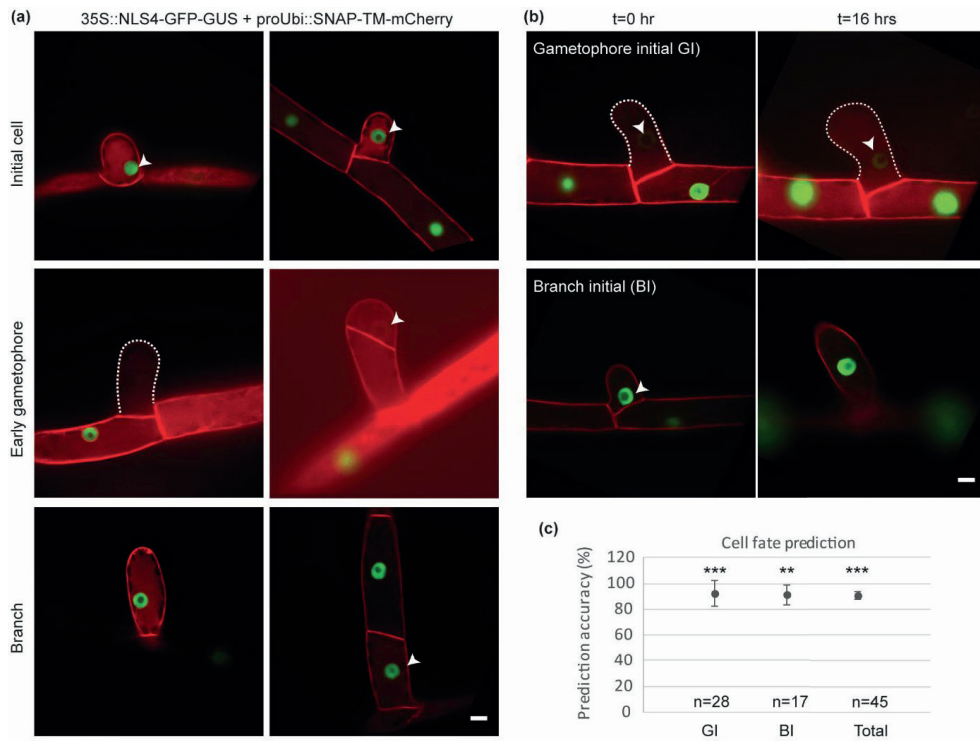 (a)
35S::NLS4-GFP-GUS + proUbi::SNAP-TM-mCherry
Initial cell
Early gametophore
Branch
(b)
t=0 hr
t=16 hrs
Gametophore initial GI)
Branch initial (BI)
(c)
Cell fate prediction
Prediction accuracy (%)
120
100
80
60
40
20
0
***
**
***
n=28
n=17
n=45
GI
BI
Total